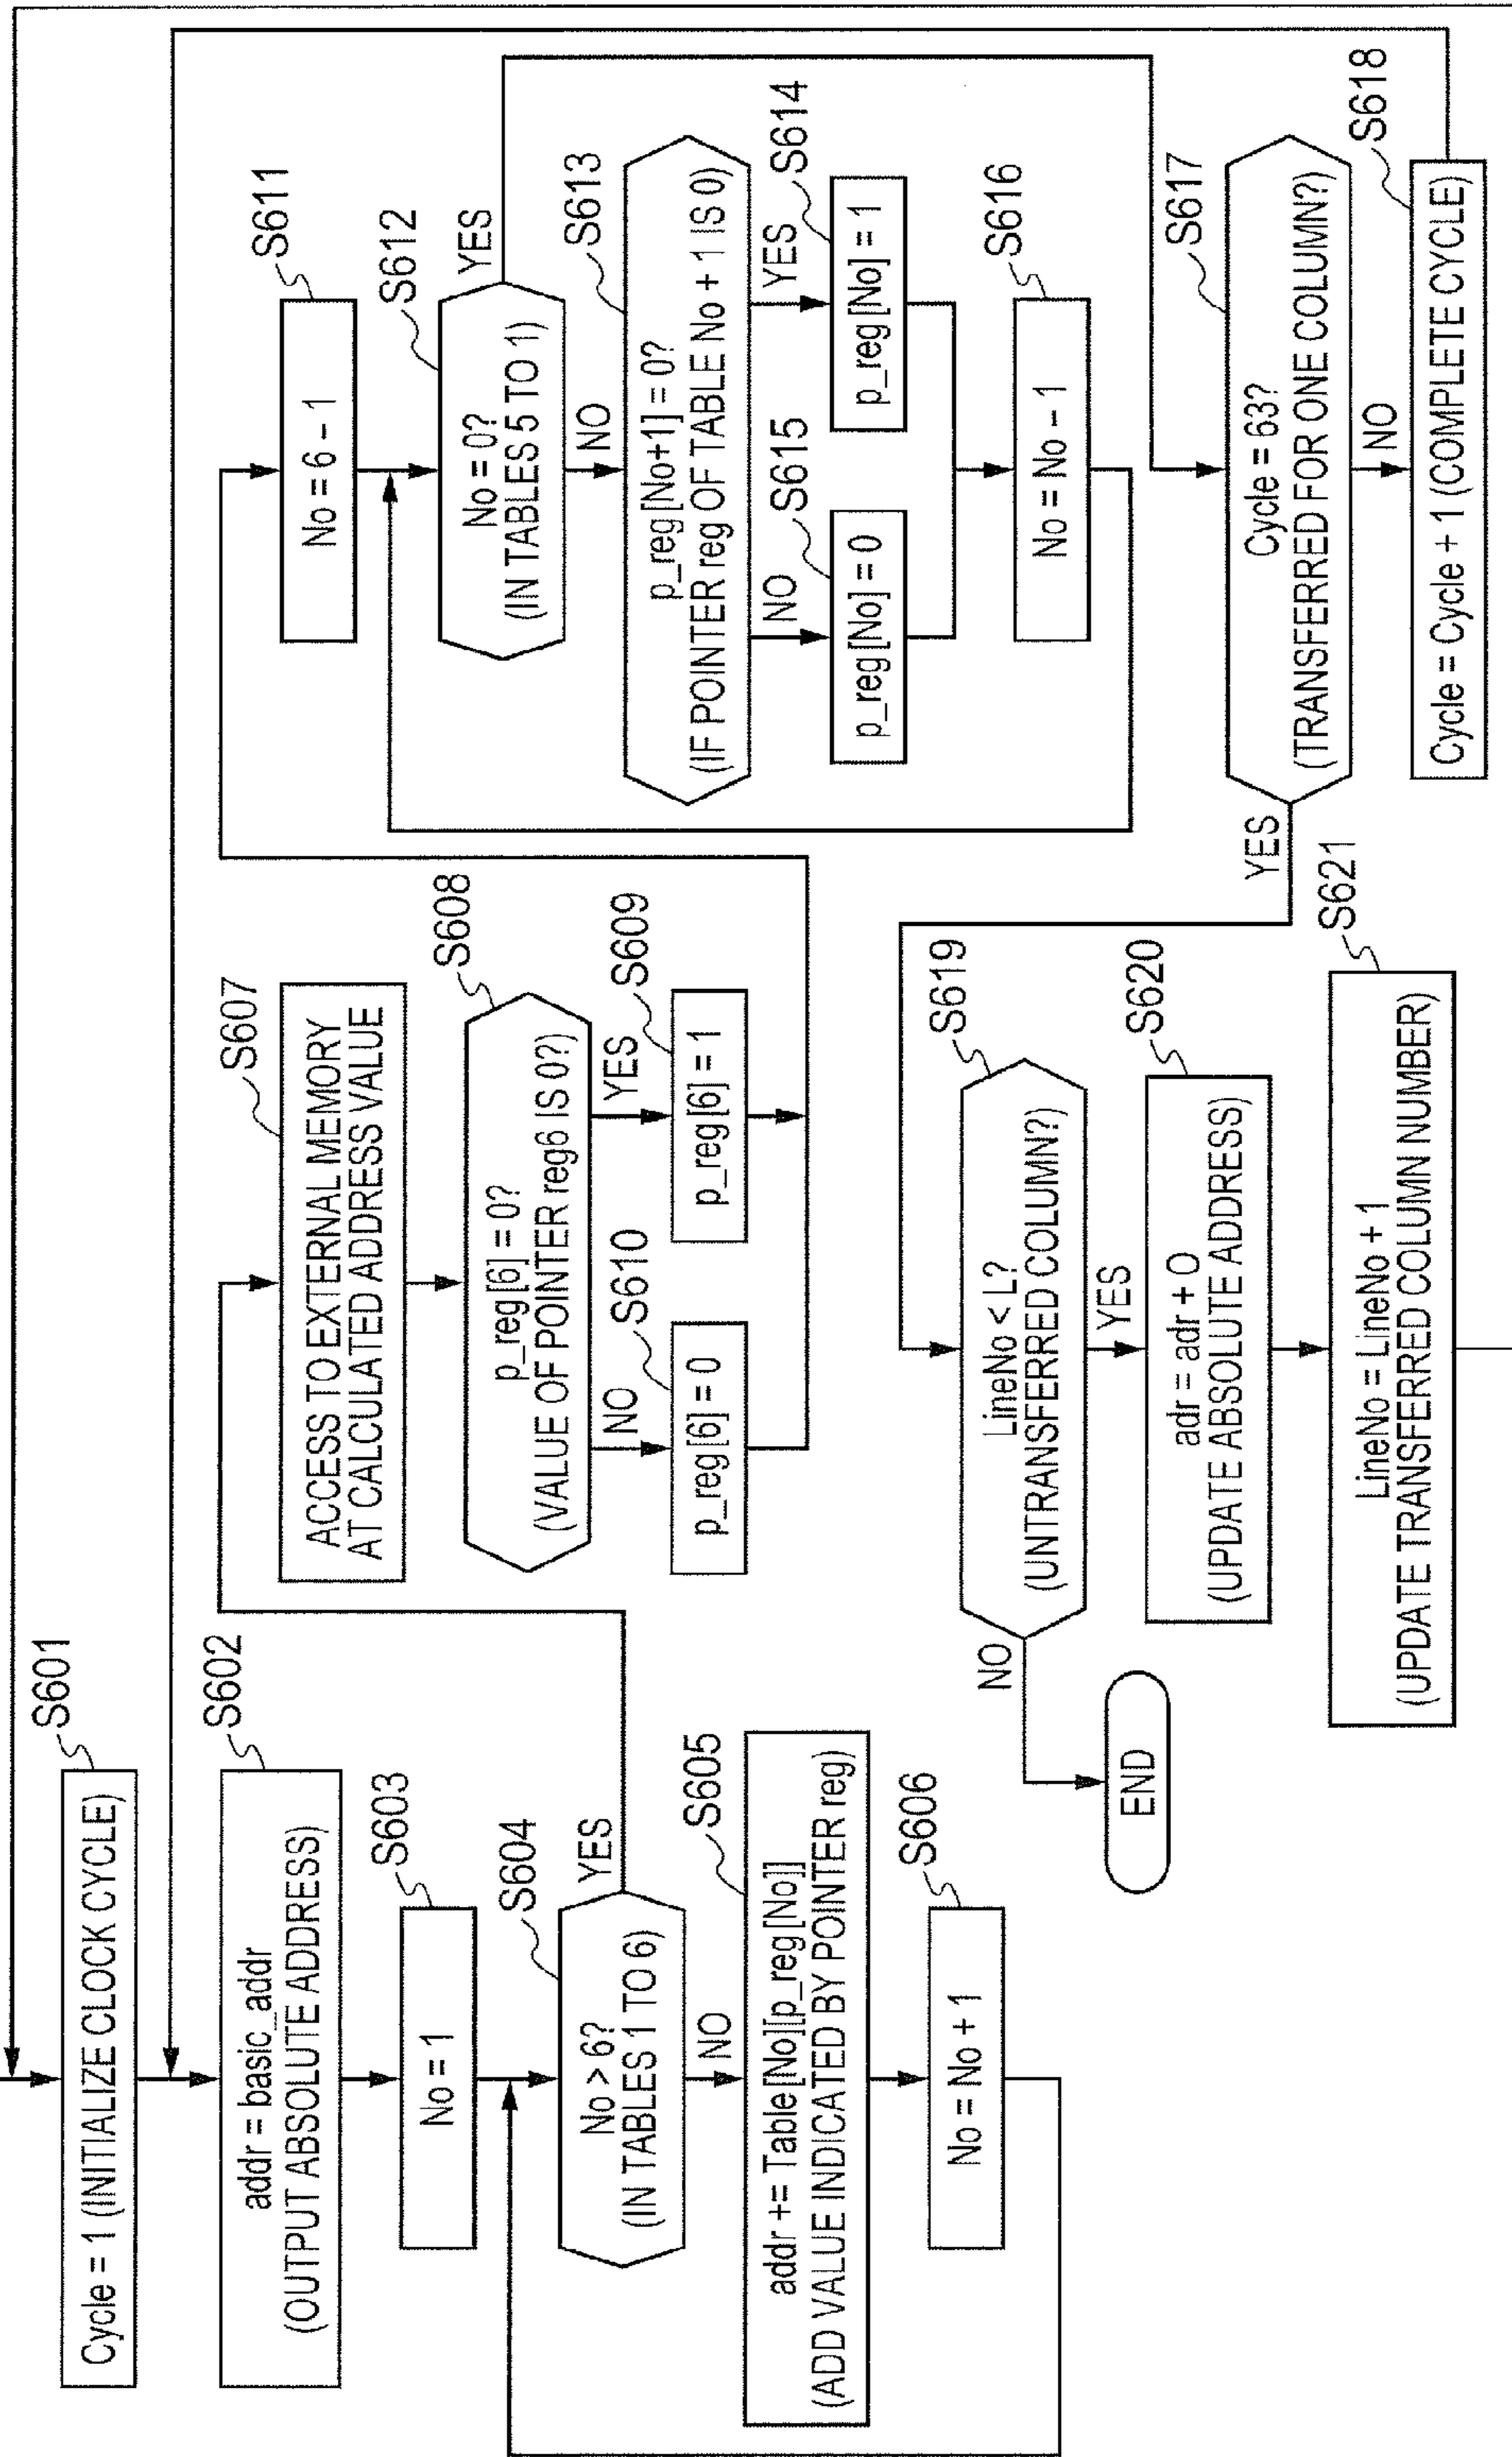 S601
Cycle = 1 (INITIALIZE CLOCK CYCLE)
S602
addr = basic_addr
(OUTPUT ABSOLUTE ADDRESS)
S603
No = 1
S604
No > 6?
(IN TABLES 1 TO 6)
YES
NO
S605
addr += Table[No][p_reg[No]]
(ADD VALUE INDICATED BY POINTER reg)
S606
No = No + 1
S607
ACCESS TO EXTERNAL MEMORY
AT CALCULATED ADDRESS VALUE
S608
p_reg[6] = 0?
(VALUE OF POINTER reg6 IS 0?)
NO
YES
S610
S609
p_reg[6] = 0
p_reg[6] = 1
S611
No = 6 – 1
S612
No = 0?
(IN TABLES 5 TO 1)
YES
NO
S613
p_reg[No+1] = 0?
(IF POINTER reg OF TABLE No + 1 IS 0)
NO
YES
S615
S614
p_reg[No] = 0
p_reg[No] = 1
S616
No = No – 1
S617
Cycle = 63?
(TRANSFERRED FOR ONE COLUMN?)
YES
NO
S618
Cycle = Cycle + 1 (COMPLETE CYCLE)
S619
LineNo < L?
(UNTRANSFERRED COLUMN?)
NO
YES
END
S620
adr = adr + O
(UPDATE ABSOLUTE ADDRESS)
S621
LineNo = LineNo + 1
(UPDATE TRANSFERRED COLUMN NUMBER)